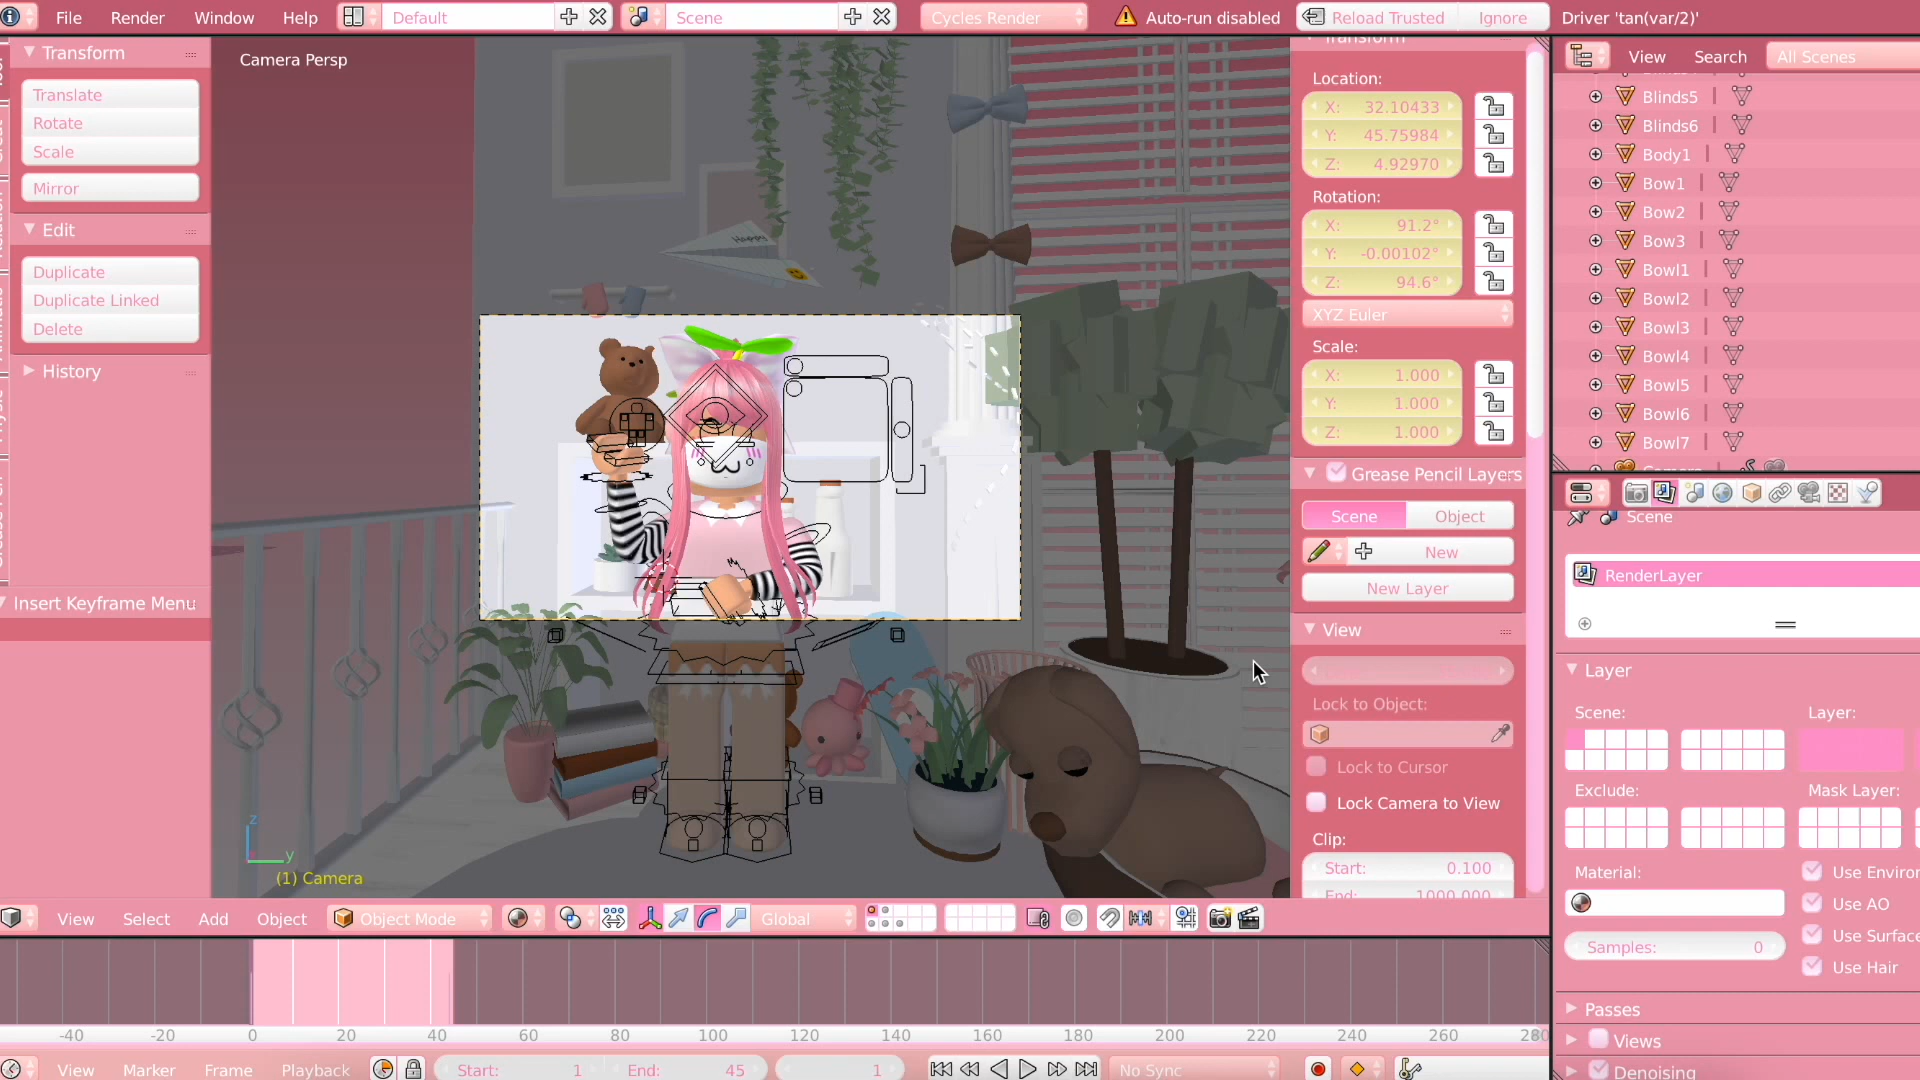 File Render Window Help Default Scene Cycles Render Auto-run disabled Reload Trusted Ignore Driver 'tan(var/2)'
Transform
Translate
Rotate
Scale
Mirror
Edit
Duplicate
Duplicate Linked
Delete
History
Insert Keyframe Menu
Camera Persp
Happy
z
y
(1) Camera
Transform
Location:
X: 32.10433
Y: 45.75984
Z: 4.92970
Rotation:
X: 91.2°
Y: -0.00102°
Z: 94.6°
XYZ Euler
Scale:
X: 1.000
Y: 1.000
Z: 1.000
Grease Pencil Layers
Scene Object
New
New Layer
View
Lock to Object:
Lock to Cursor
Lock Camera to View
Clip:
Start: 0.100
End: 1000.000
View Search All Scenes
Blinds5
Blinds6
Body1
Bow1
Bow2
Bow3
Bowl1
Bowl2
Bowl3
Bowl4
Bowl5
Bowl6
Bowl7
Camera
Scene
RenderLayer
Layer
Scene: Layer:
Exclude: Mask Layer:
Material:
Use Environ
Use AO
Samples: 0
Use Surface
Use Hair
Passes
Views
Denoising
View Select Add Object Object Mode Global
-40 -20 0 20 40 60 80 100 120 140 160 180 200 220 240 260 280
View Marker Frame Playback Start: 1 End: 45 1 No Sync